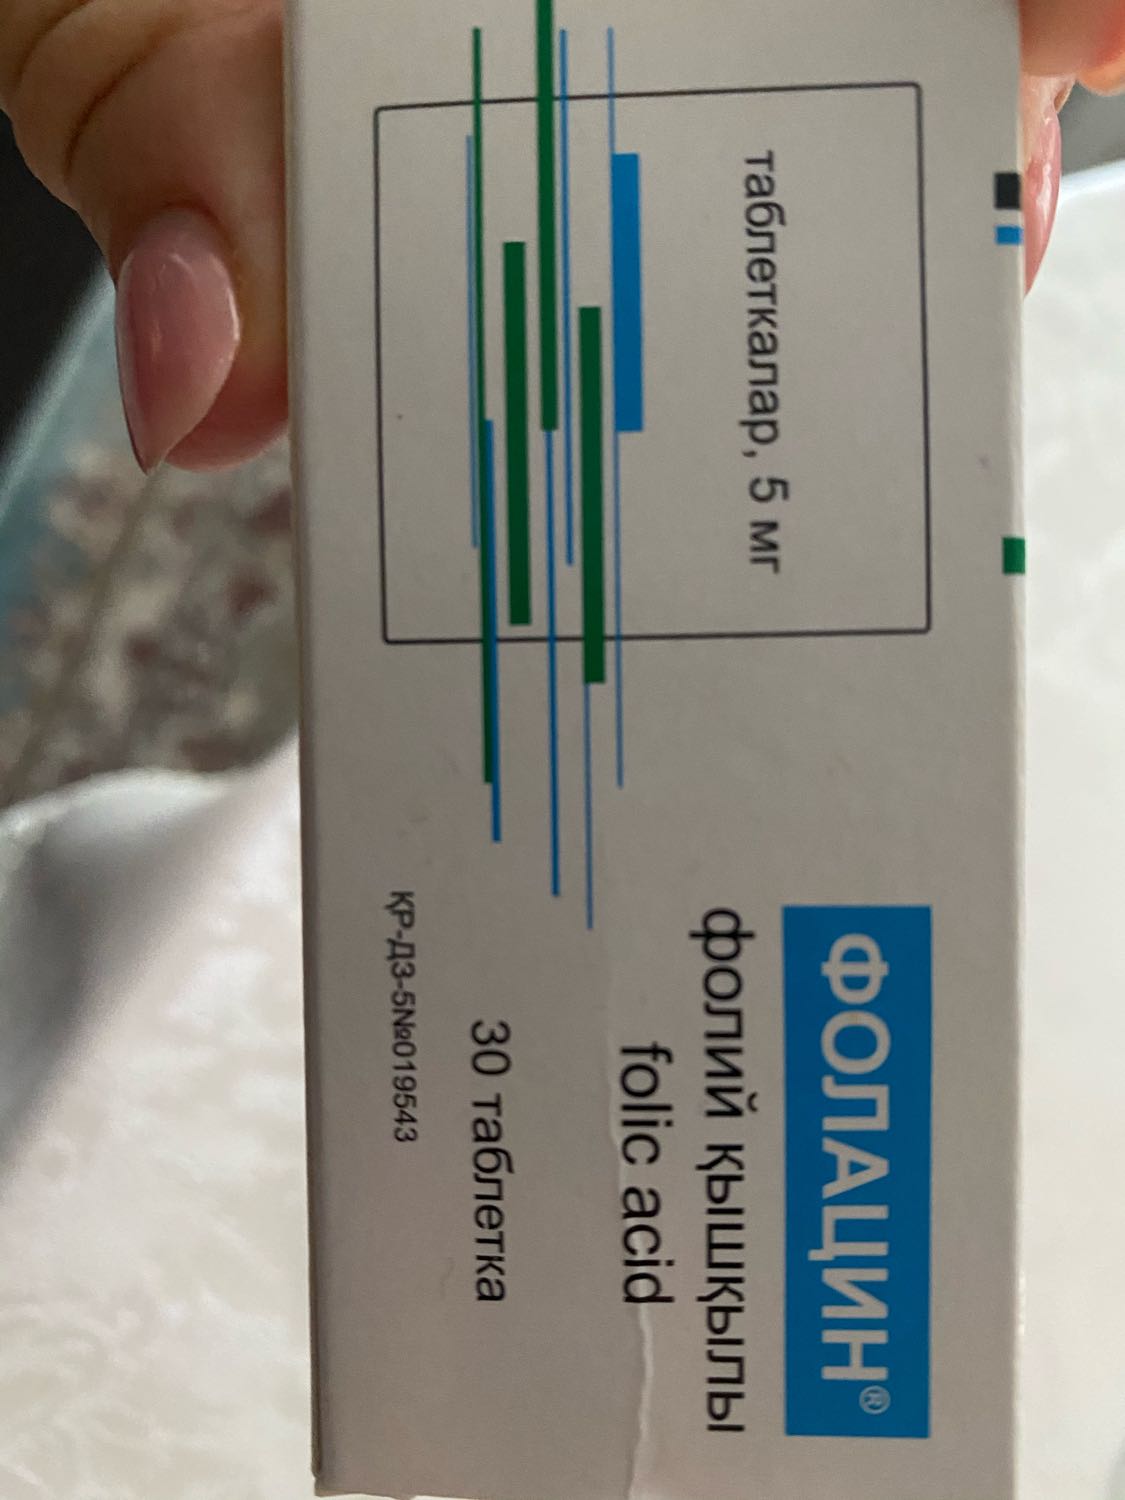 ФОЛАЦИН®
фолий қышқылы
folic acid
таблеткалар, 5 мг
30 таблетка
ҚР-ДЗ-5№019543